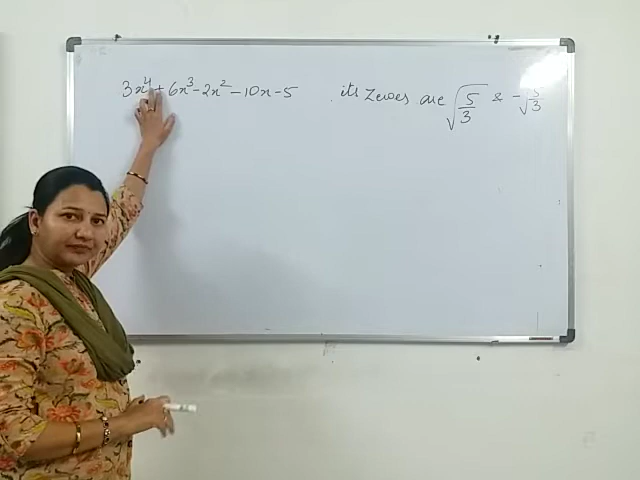 3x⁴ + 6x³ - 2x² - 10x - 5 . its zeroes are √(5/3) & -√(5/3)